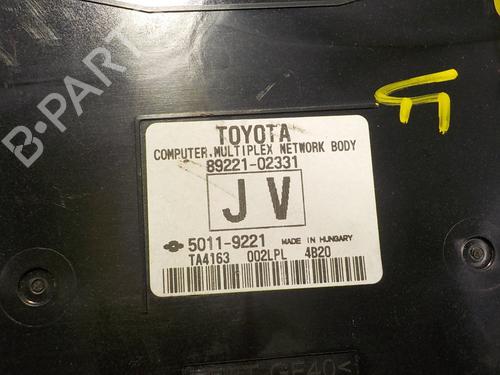 TOYOTA
COMPUTER, MULTIPLEX NETWORK BODY
89221-02331
JV
5011-9221 MADE IN HUNGARY
TA4163 002LPL 4B20
B-PARTS